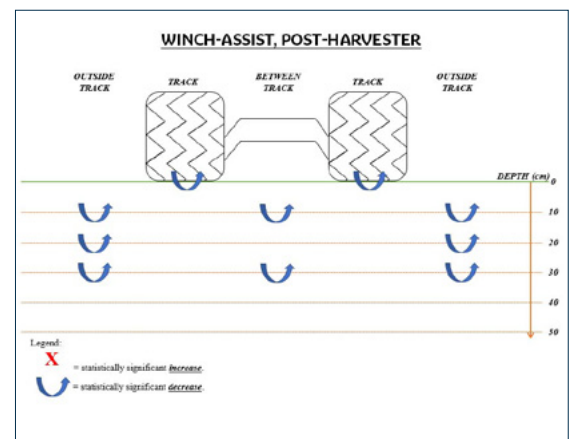 WINCH-ASSIST, POST-HARVESTER
OUTSIDE TRACK
TRACK
BETWEEN TRACK
TRACK
OUTSIDE TRACK
DEPTH (cm)
0
10
20
30
40
50
Legend:
X = statistically significant increase.
= statistically significant decrease.